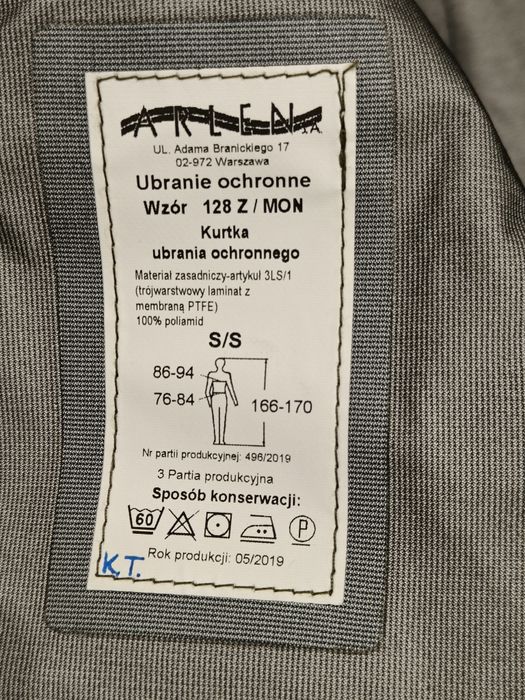 ARLEN
S.A.
UL. Adama Branickiego 17
02-972 Warszawa
Ubranie ochronne
Wzór 128 Z / MON
Kurtka
ubrania ochronnego
Materiał zasadniczy-artykuł 3LS/1
(trójwarstwowy laminat z
membraną PTFE)
100% poliamid
S/S
86-94
76-84
166-170
Nr partii produkcyjnej: 496/2019
3 Partia produkcyjna
Sposób konserwacji:
60 P
Rok produkcji: 05/2019
K.T.